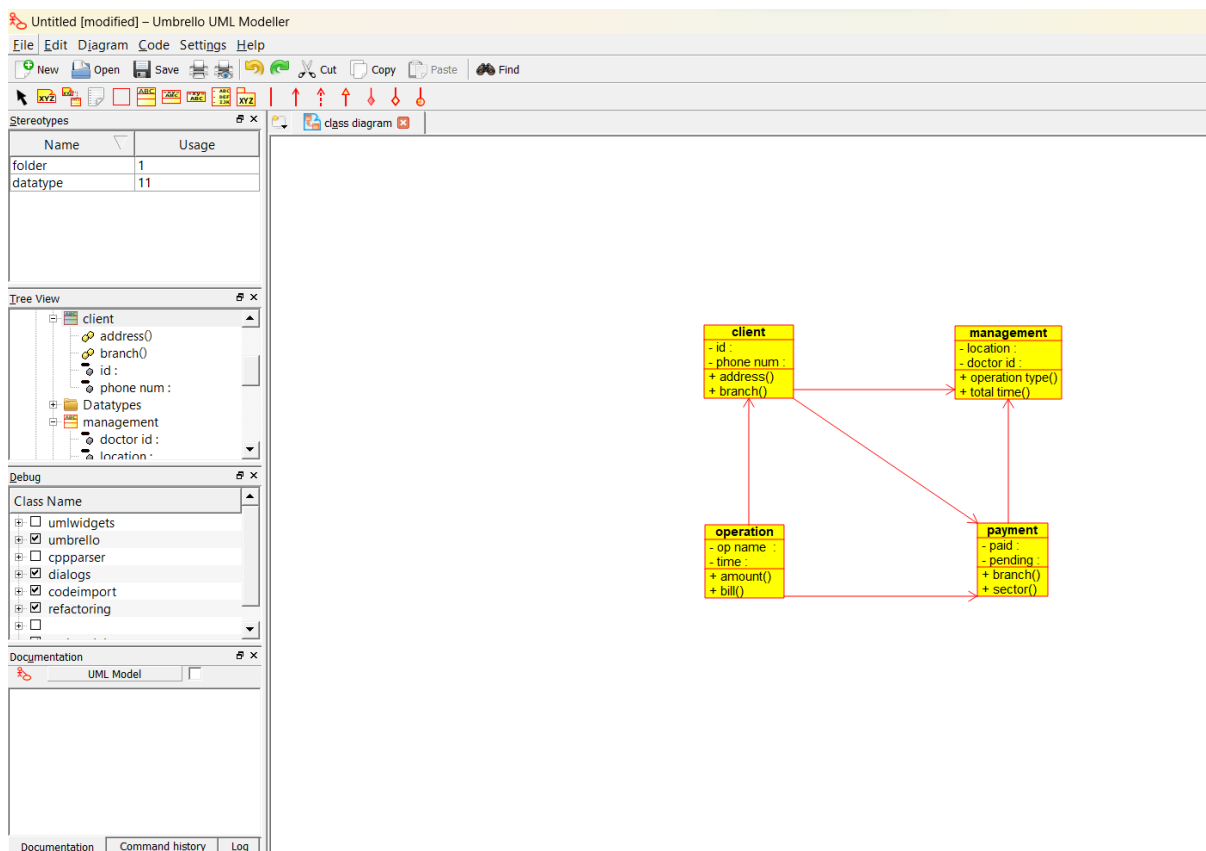 Untitled [modified] – Umbrello UML Modeller
File Edit Diagram Code Settings Help
New Open Save Cut Copy Paste Find
Stereotypes
class diagram
Name Usage
folder 1
datatype 11
Tree View
client
address()
branch()
id :
phone num :
Datatypes
management
doctor id :
location :
Debug
Class Name
umlwidgets
umbrello
cppparser
dialogs
codeimport
refactoring
Documentation
UML Model
Documentation Command history Log
client
- id :
- phone num :
+ address()
+ branch()
management
- location :
- doctor id :
+ operation type()
+ total time()
operation
- op name :
- time :
+ amount()
+ bill()
payment
- paid :
- pending :
+ branch()
+ sector()